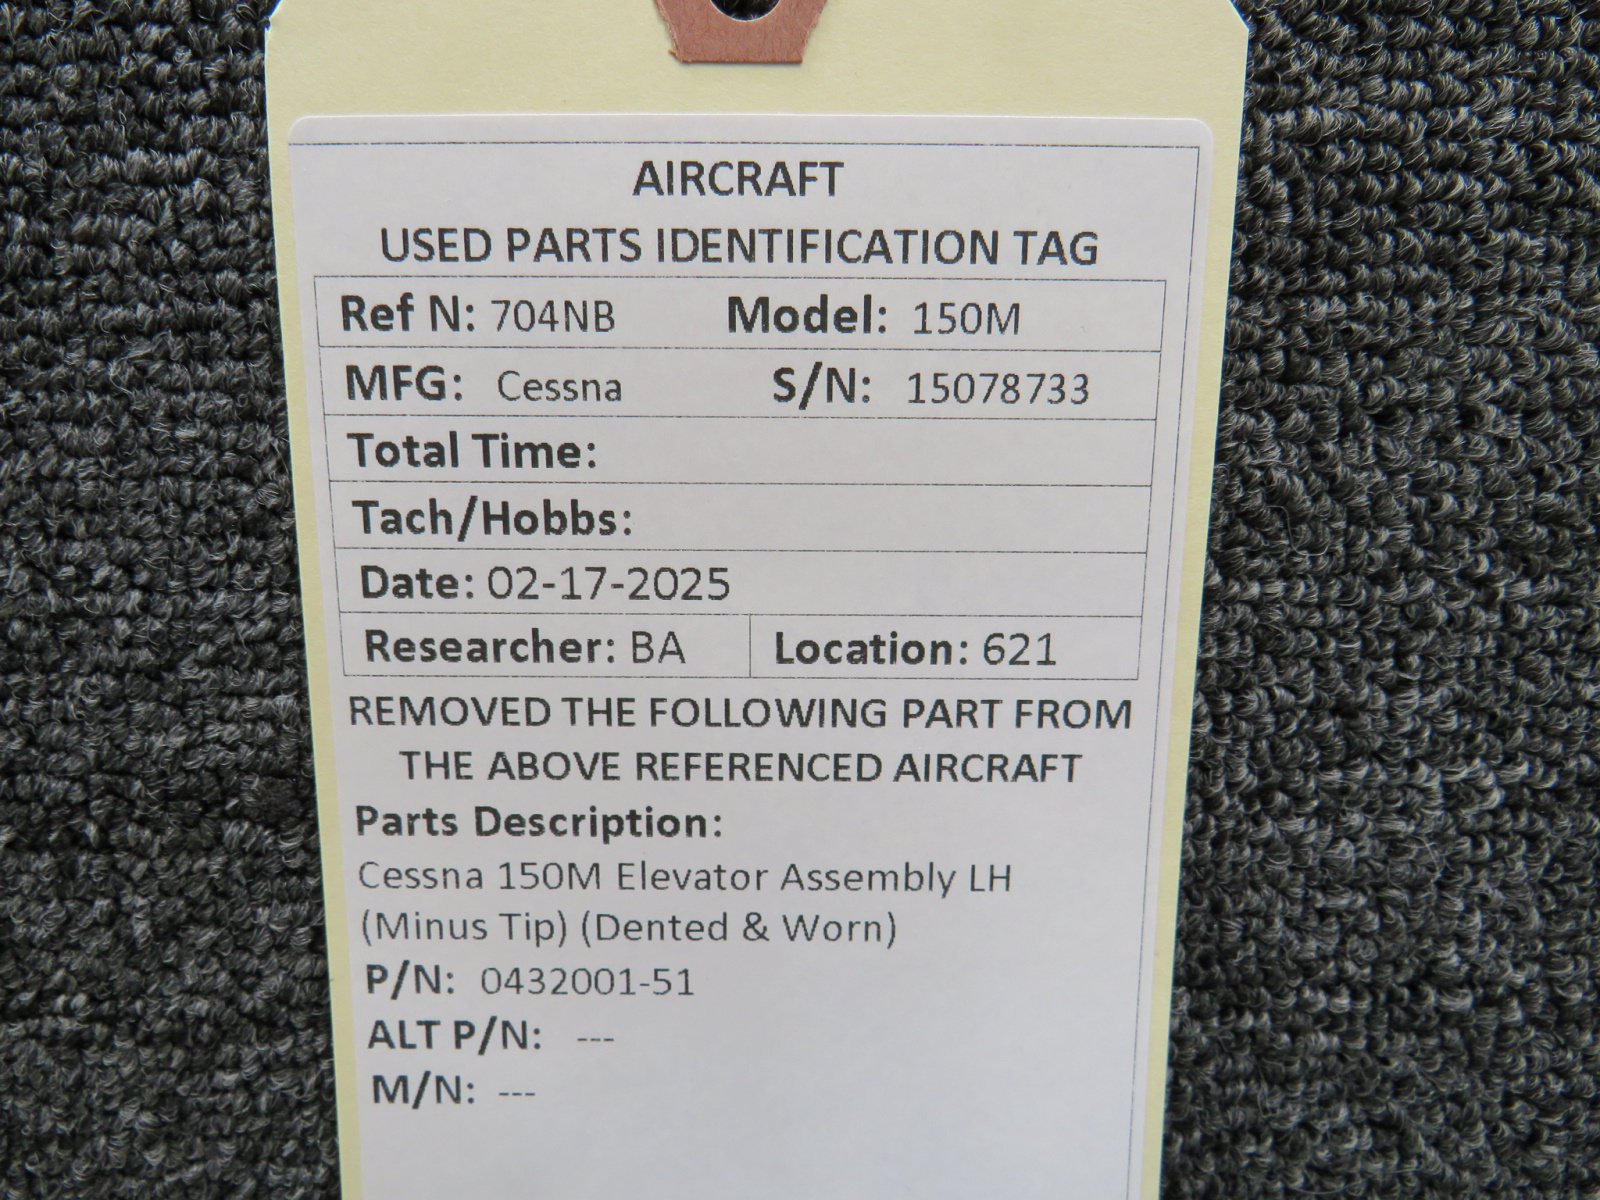 AIRCRAFT
USED PARTS IDENTIFICATION TAG
Ref N: 704NB Model: 150M
MFG: Cessna S/N: 15078733
Total Time:
Tach/Hobbs:
Date: 02-17-2025
Researcher: BA Location: 621
REMOVED THE FOLLOWING PART FROM
THE ABOVE REFERENCED AIRCRAFT
Parts Description:
Cessna 150M Elevator Assembly LH
(Minus Tip) (Dented & Worn)
P/N: 0432001-51
ALT P/N: ---
M/N: ---